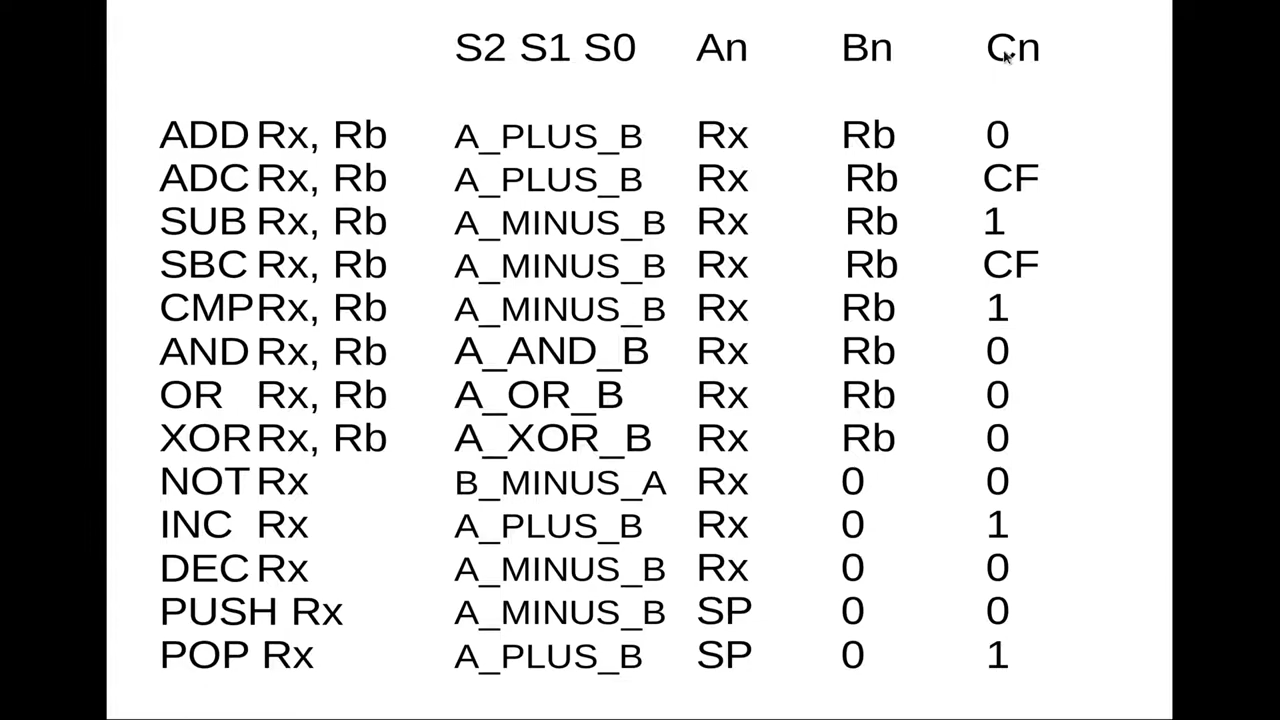 S2 S1 S0 An Bn Cn
ADD Rx, Rb A_PLUS_B Rx Rb 0
ADC Rx, Rb A_PLUS_B Rx Rb CF
SUB Rx, Rb A_MINUS_B Rx Rb 1
SBC Rx, Rb A_MINUS_B Rx Rb CF
CMP Rx, Rb A_MINUS_B Rx Rb 1
AND Rx, Rb A_AND_B Rx Rb 0
OR Rx, Rb A_OR_B Rx Rb 0
XOR Rx, Rb A_XOR_B Rx Rb 0
NOT Rx B_MINUS_A Rx 0 0
INC Rx A_PLUS_B Rx 0 1
DEC Rx A_MINUS_B Rx 0 0
PUSH Rx A_MINUS_B SP 0 0
POP Rx A_PLUS_B SP 0 1